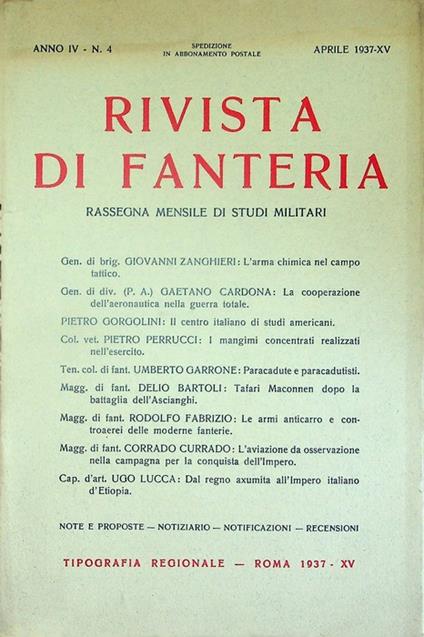 ANNO IV - N. 4
SPEDIZIONE
IN ABBONAMENTO POSTALE
APRILE 1937-XV
RIVISTA
DI FANTERIA
RASSEGNA MENSILE DI STUDI MILITARI
Gen. di brig. GIOVANNI ZANGHIERI: L'arma chimica nel campo
tattico.
Gen. di div. (P. A.) GAETANO CARDONA: La cooperazione
dell'aeronautica nella guerra totale.
PIETRO GORGOLINI: Il centro italiano di studi americani.
Col. vet. PIETRO PERRUCCI: I mangimi concentrati realizzati
nell'esercito.
Ten. col. di fant. UMBERTO GARRONE: Paracadute e paracadutisti.
Magg. di fant. DELIO BARTOLI: Tafari Maconnen dopo la
battaglia dell'Ascianghi.
Magg. di fant. RODOLFO FABRIZIO: Le armi anticarro e con-
troaerei delle moderne fanterie.
Magg. di fant. CORRADO CURRADO: L'aviazione da osservazione
nella campagna per la conquista dell'Impero.
Cap. d'art. UGO LUCCA: Dal regno axumita all'Impero italiano
d'Etiopia.
NOTE E PROPOSTE — NOTIZIARIO — NOTIFICAZIONI — RECENSIONI
TIPOGRAFIA REGIONALE — ROMA 1937 - XV